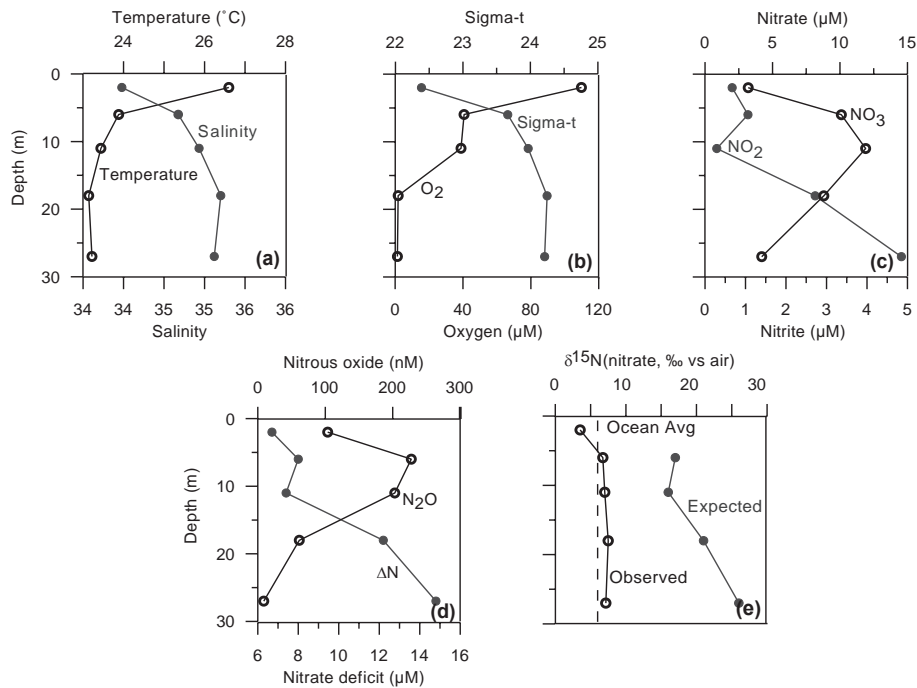 Temperature (˚C)
24 26 28
0
10
20
30
Depth (m)
Salinity
Temperature
(a)
34 34 35 35 36 36
Salinity
Sigma-t
22 23 24 25
Sigma-t
O2
(b)
0 40 80 120
Oxygen (µM)
Nitrate (µM)
0 5 10 15
NO3
NO2
(c)
0 1 2 3 4 5
Nitrite (µM)
Nitrous oxide (nM)
0 100 200 300
0
10
20
30
Depth (m)
N2O
ΔN
(d)
6 8 10 12 14 16
Nitrate deficit (µM)
δ15N(nitrate, ‰ vs air)
0 10 20 30
Ocean Avg
Expected
Observed
(e)